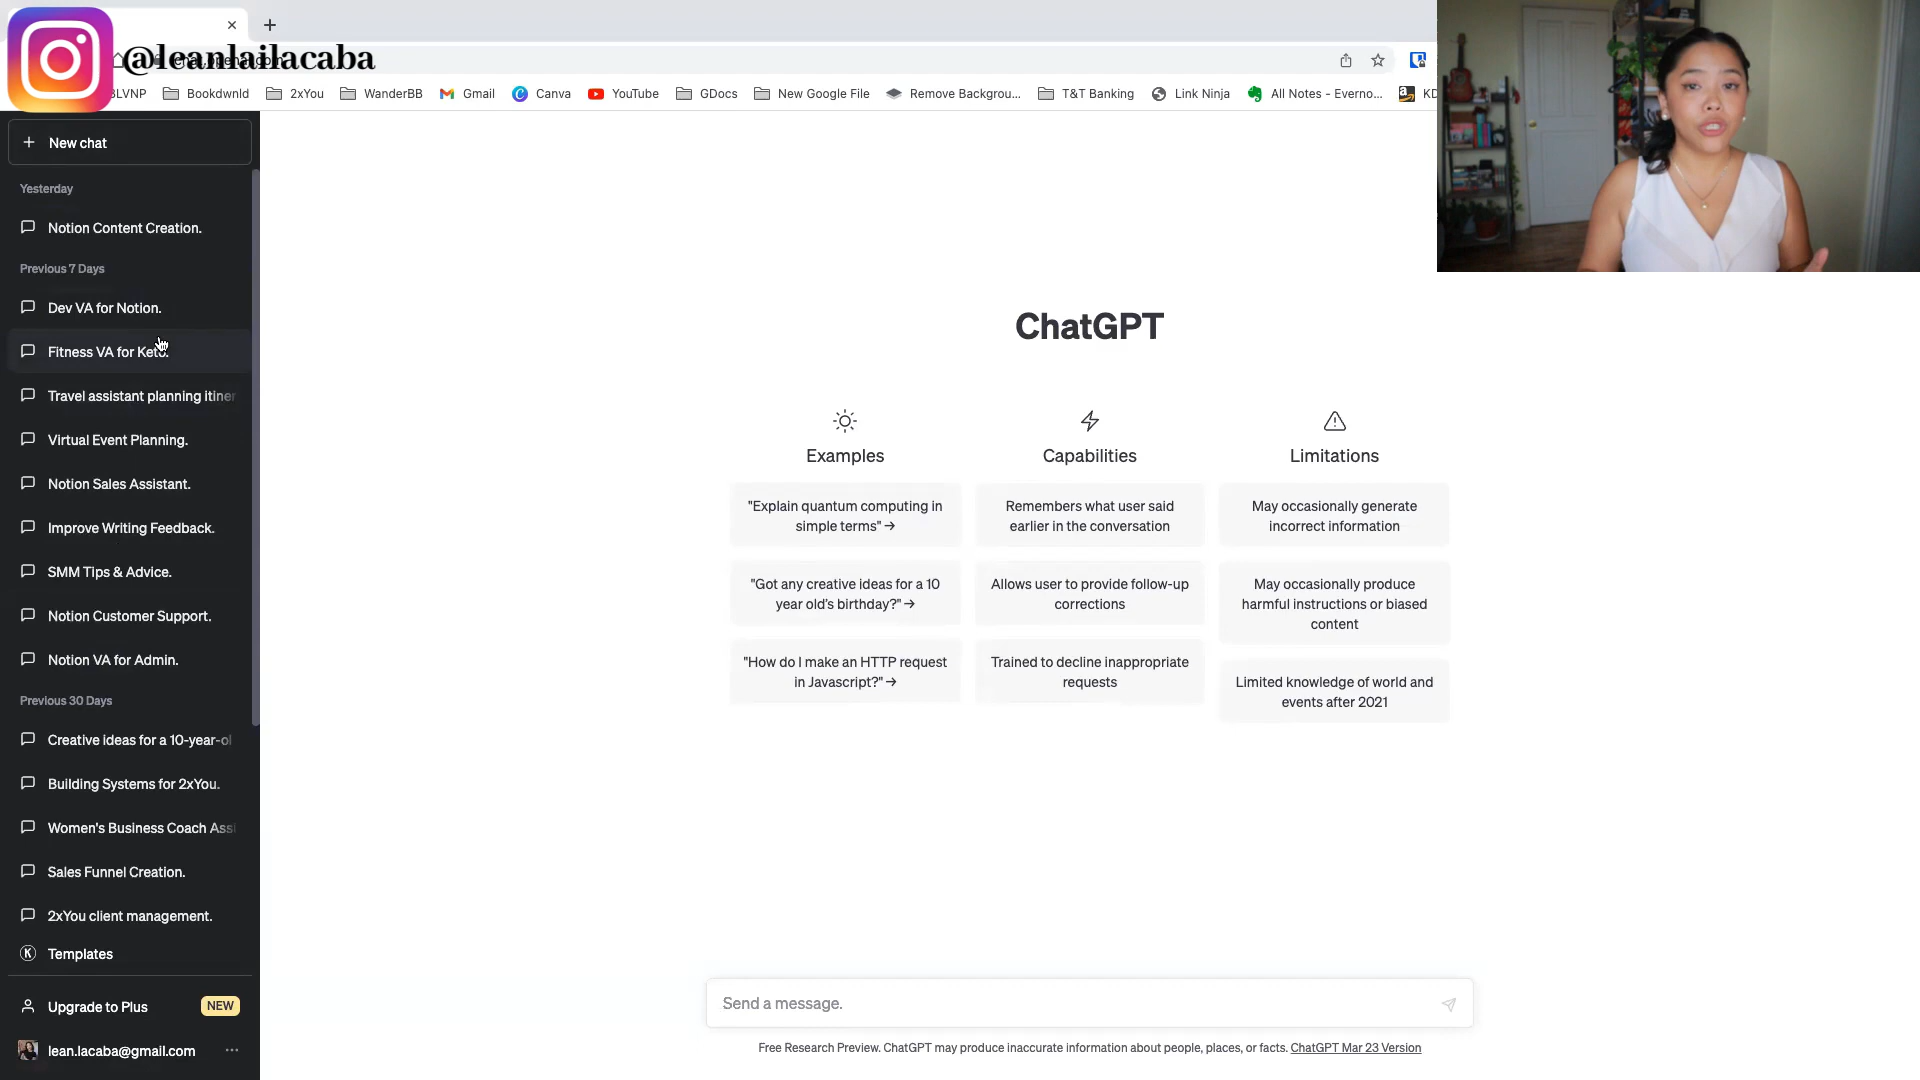 @leanlailacaba
BLVNP
Bookdwnld
2xYou
WanderBB
Gmail
Canva
YouTube
GDocs
New Google File
Remove Backgrou...
T&T Banking
Link Ninja
All Notes - Everno...
KD
New chat
Yesterday
Notion Content Creation.
Previous 7 Days
Dev VA for Notion.
Fitness VA for Keto.
Travel assistant planning itiner
Virtual Event Planning.
Notion Sales Assistant.
Improve Writing Feedback.
SMM Tips & Advice.
Notion Customer Support.
Notion VA for Admin.
Previous 30 Days
Creative ideas for a 10-year-ol
Building Systems for 2xYou.
Women's Business Coach Assi
Sales Funnel Creation.
2xYou client management.
Templates
Upgrade to Plus
NEW
lean.lacaba@gmail.com
ChatGPT
Examples
"Explain quantum computing in
simple terms" →
"Got any creative ideas for a 10
year old's birthday?" →
"How do I make an HTTP request
in Javascript?" →
Capabilities
Remembers what user said
earlier in the conversation
Allows user to provide follow-up
corrections
Trained to decline inappropriate
requests
Limitations
May occasionally generate
incorrect information
May occasionally produce
harmful instructions or biased
content
Limited knowledge of world and
events after 2021
Send a message.
Free Research Preview. ChatGPT may produce inaccurate information about people, places, or facts. ChatGPT Mar 23 Version